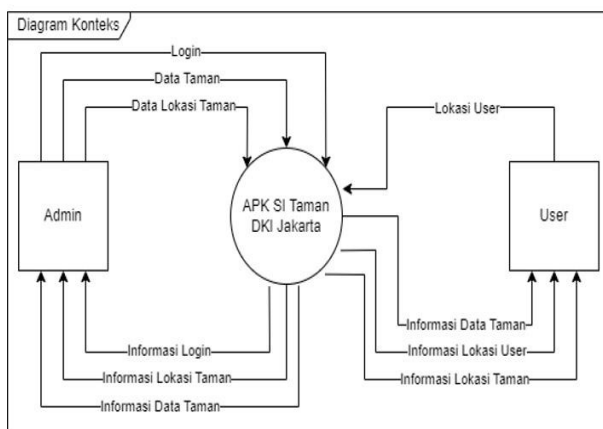 Diagram Konteks
Login
Data Taman
Data Lokasi Taman
Lokasi User
Admin
APK SI Taman
DKI Jakarta
User
Informasi Data Taman
Informasi Login
Informasi Lokasi User
Informasi Lokasi Taman
Informasi Lokasi Taman
Informasi Data Taman